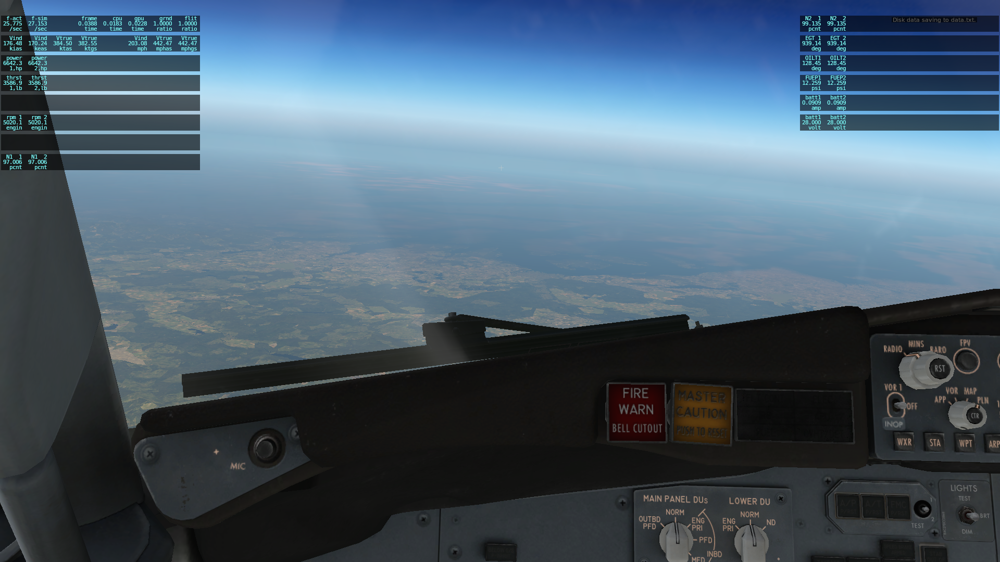 f-act f-sim frame cpu gpu grnd flit
25.775 27.153 0.0388 0.0183 0.0228 1.0000 1.0000
/sec /sec time time time ratio ratio
Vind Vind Vtrue Vtrue Vind Vtrue Vtrue
176.48 170.24 384.50 382.55 203.08 442.47 442.47
kias keas ktas ktgs mph mphas mphgs
power power
6642.3 6642.3
1,hp 2,hp
thrst thrst
3586.9 3586.9
1,lb 2,lb
rpm 1 rpm 2
5020.1 5020.1
engin engin
N1 1 N1 2
97.006 97.006
pcnt pcnt
N2 1 N2 2
99.135 99.135
pcnt pcnt
Disk data saving to data.txt.
EGT 1 EGT 2
939.14 939.14
deg deg
OILT1 OILT2
128.45 128.45
deg deg
FUEP1 FUEP2
12.259 12.259
psi psi
batt1 batt2
0.0909 0.0909
amp amp
batt1 batt2
28.000 28.000
volt volt
RADIO MINS BARO FPV
RST
VOR 1
OFF
INOP
VOR MAP
APP PLN
CTR
WXR STA WPT ARP
FIRE
WARN
BELL CUTOUT
MASTER
CAUTION
PUSH TO RESET
MIC
MAIN PANEL DUs
NORM
OUTBD
PFD
ENG
PRI
PFD
INBD
MFD
LOWER DU
NORM
ENG
PRI
ND
A/P A/T FMC
1
2
TEST
LIGHTS
TEST
BRT
DIM